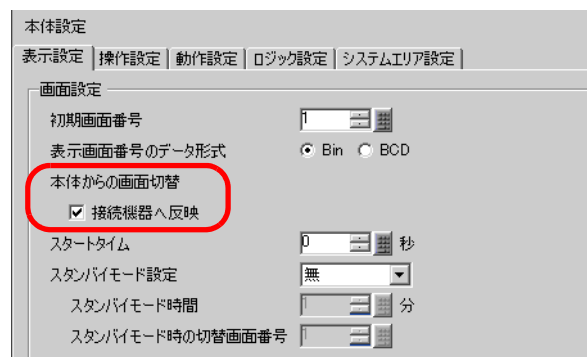 本体設定
表示設定 操作設定 動作設定 ロジック設定 システムエリア設定
画面設定
初期画面番号 1
表示画面番号のデータ形式 Bin BCD
本体からの画面切替
接続機器へ反映
スタートタイム 0 秒
スタンバイモード設定 無
スタンバイモード時間 1 分
スタンバイモード時の切替画面番号 1